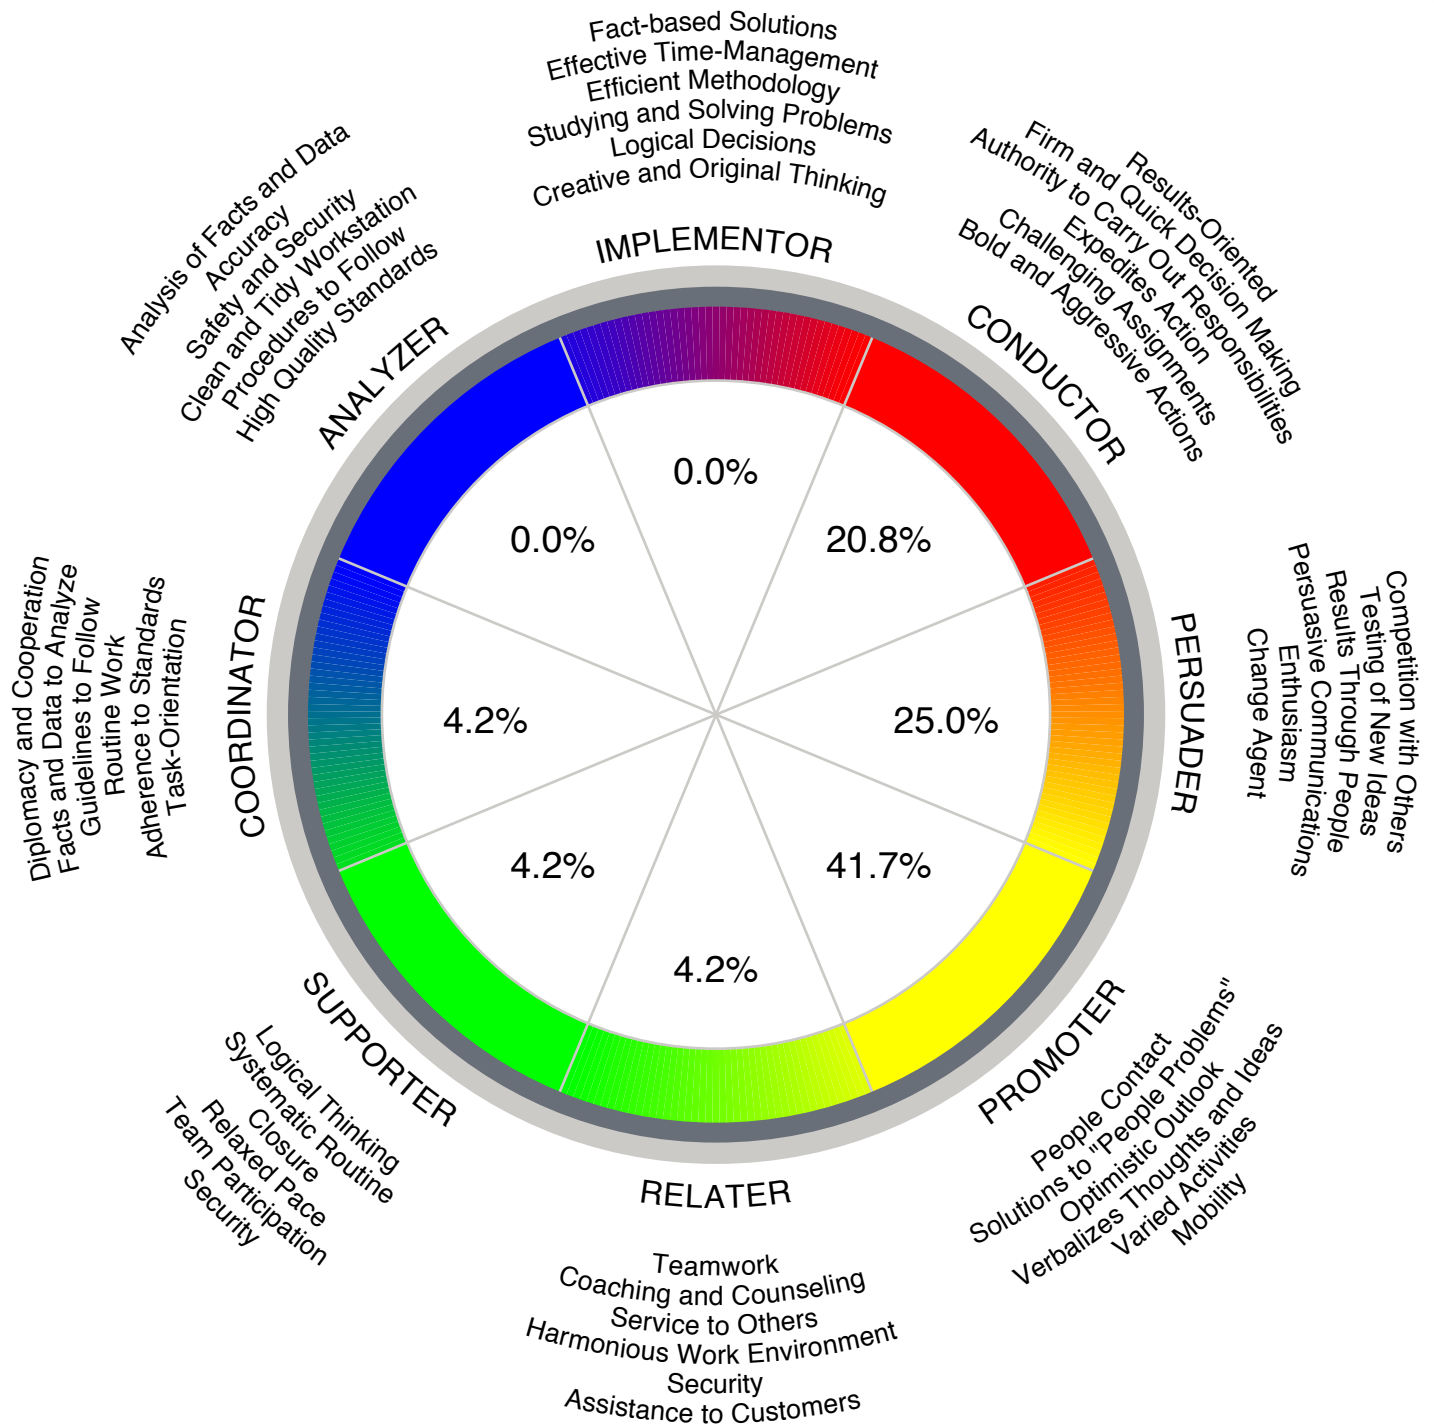 Fact-based Solutions
Effective Time-Management
Efficient Methodology
Studying and Solving Problems
Logical Decisions
Creative and Original Thinking
IMPLEMENTOR
0.0%
Results-Oriented
Firm and Quick Decision Making
Authority to Carry Out Responsibilities
Expedites Action
Challenging Assignments
Bold and Aggressive Actions
CONDUCTOR
20.8%
Competition with Others
Testing of New Ideas
Results Through People
Persuasive Communications
Enthusiasm
Change Agent
PERSUADER
25.0%
PROMOTER
41.7%
People Contact
Solutions to "People Problems"
Optimistic Outlook
Verbalizes Thoughts and Ideas
Varied Activities
Mobility
RELATER
4.2%
Teamwork
Coaching and Counseling
Service to Others
Harmonious Work Environment
Security
Assistance to Customers
SUPPORTER
4.2%
Logical Thinking
Systematic Routine
Closure
Relaxed Pace
Team Participation
Security
Diplomacy and Cooperation
Facts and Data to Analyze
Guidelines to Follow
Routine Work
Adherence to Standards
Task-Orientation
COORDINATOR
4.2%
Analysis of Facts and Data
Accuracy
Safety and Security
Clean and Tidy Workstation
Procedures to Follow
High Quality Standards
ANALYZER
0.0%